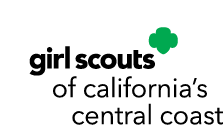 girl scouts
of california's
central coast